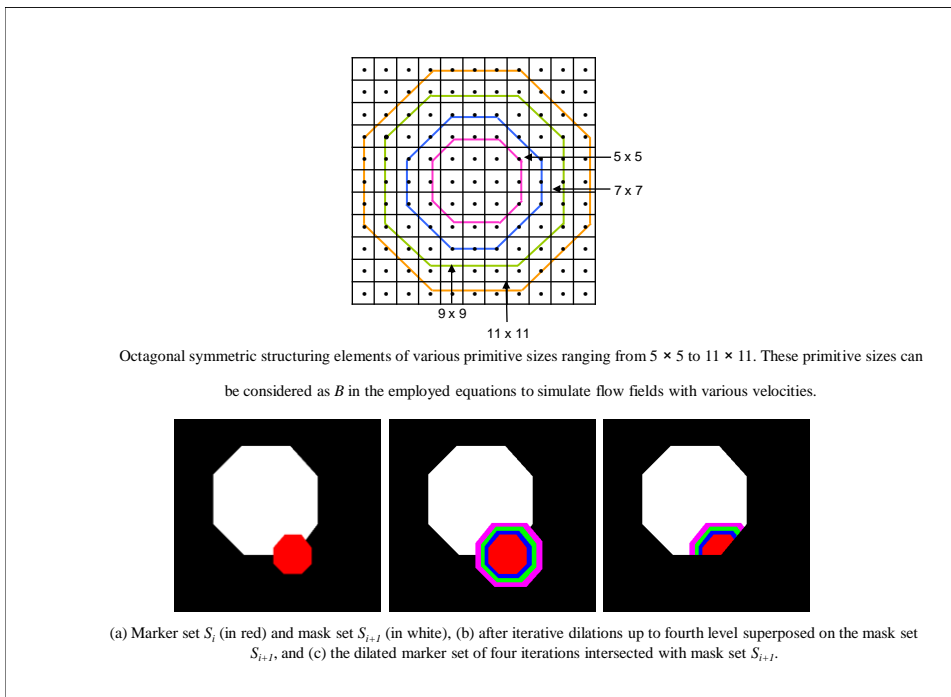 5 x 5
7 x 7
9 x 9
11 x 11
Octagonal symmetric structuring elements of various primitive sizes ranging from 5 × 5 to 11 × 11. These primitive sizes can
be considered as B in the employed equations to simulate flow fields with various velocities.
(a) Marker set Si (in red) and mask set Si+1 (in white), (b) after iterative dilations up to fourth level superposed on the mask set
Si+1, and (c) the dilated marker set of four iterations intersected with mask set Si+1.